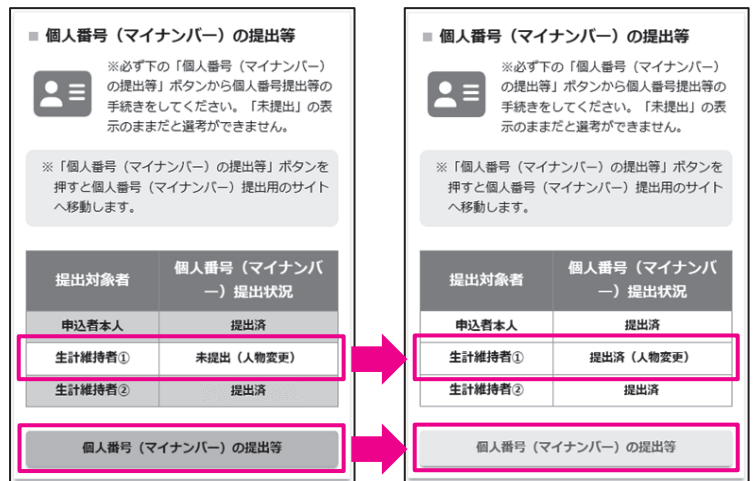 ■ 個人番号（マイナンバー）の提出等
※必ず下の「個人番号（マイナンバー）
の提出等」ボタンから個人番号提出等の
手続きをしてください。「未提出」の表
示のままだと選考ができません。
※「個人番号（マイナンバー）の提出等」ボタンを
押すと個人番号（マイナンバー）提出用のサイト
へ移動します。
提出対象者
個人番号（マイナンバ
ー）提出状況
申込者本人 提出済
生計維持者① 未提出（人物変更）
生計維持者② 提出済
個人番号（マイナンバー）の提出等
■ 個人番号（マイナンバー）の提出等
※必ず下の「個人番号（マイナンバー）
の提出等」ボタンから個人番号提出等の
手続きをしてください。「未提出」の表
示のままだと選考ができません。
※「個人番号（マイナンバー）の提出等」ボタンを
押すと個人番号（マイナンバー）提出用のサイト
へ移動します。
提出対象者
個人番号（マイナンバ
ー）提出状況
申込者本人 提出済
生計維持者① 提出済（人物変更）
生計維持者② 提出済
個人番号（マイナンバー）の提出等